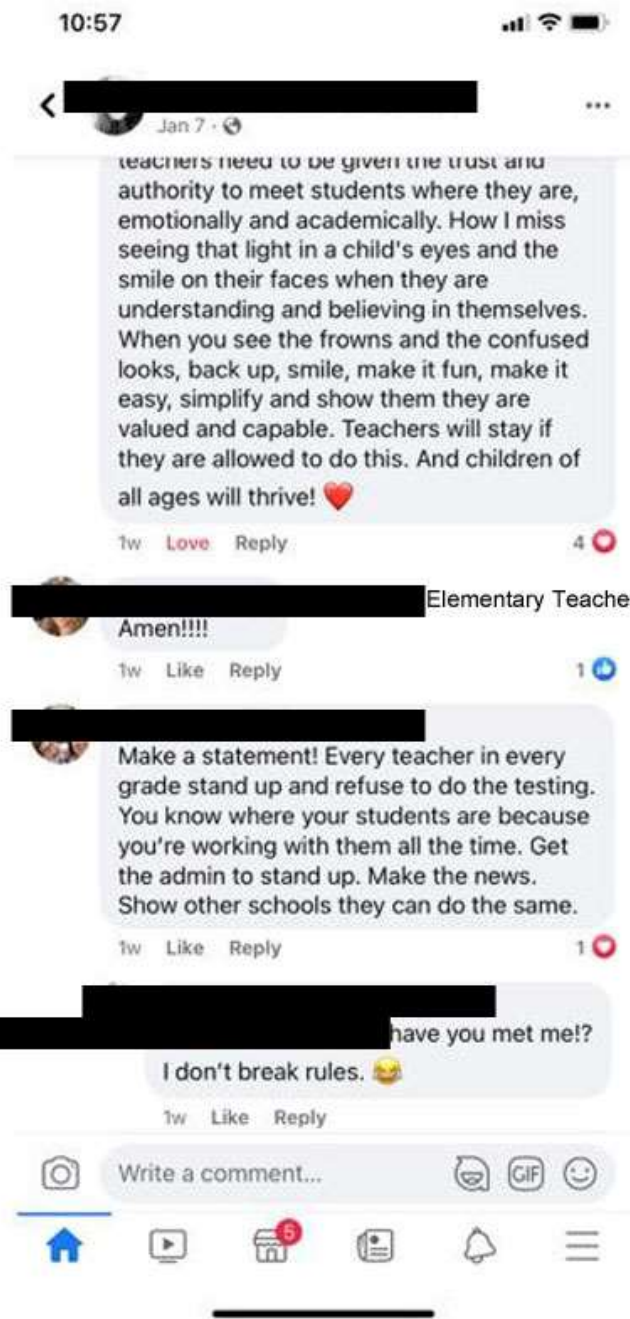 10:57
Jan 7 ·
teachers need to be given the trust and
authority to meet students where they are,
emotionally and academically. How I miss
seeing that light in a child's eyes and the
smile on their faces when they are
understanding and believing in themselves.
When you see the frowns and the confused
looks, back up, smile, make it fun, make it
easy, simplify and show them they are
valued and capable. Teachers will stay if
they are allowed to do this. And children of
all ages will thrive! ❤️
1w Love Reply 4
Elementary Teache
Amen!!!!
1w Like Reply 1
Make a statement! Every teacher in every
grade stand up and refuse to do the testing.
You know where your students are because
you're working with them all the time. Get
the admin to stand up. Make the news.
Show other schools they can do the same.
1w Like Reply 1
have you met me!?
I don't break rules. 😂
1w Like Reply
Write a comment... GIF
5